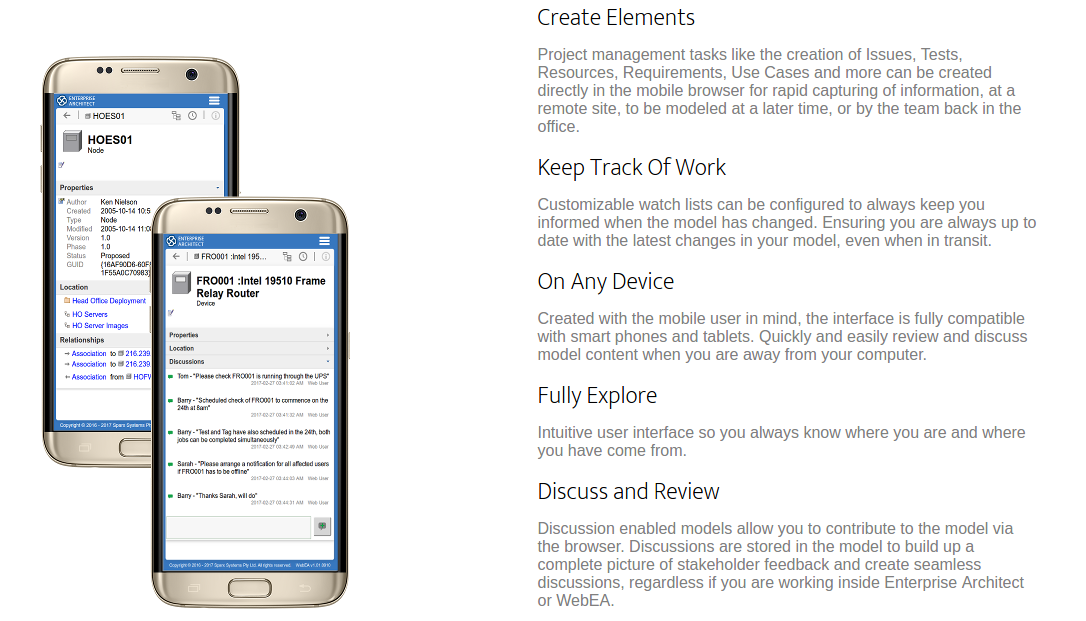 ENTERPRISE
ARCHITECT
HOES01
HOES01
Node
Properties
Author Ken Nielson
Created 2005-10-14 10:5
Type Node
Modified 2005-10-14 11:0
Version 1.0
Phase 1.0
Status Proposed
GUID {16AF90D6-60F
1F55A0C70983}
Location
Head Office Deployment
HO Servers
HO Server Images
Relationships
Association to 216.239.
Association to 216.239.
Association from HOFW
Copyright © 2016 - 2017 Sparx Systems Pty
ENTERPRISE
ARCHITECT
FRO001 :Intel 195...
FRO001 :Intel 19510 Frame
Relay Router
Device
Properties
Location
Discussions
Tom - "Please check FRO001 is running through the UPS"
2017-02-27 03:41:02 AM Web User
Barry - "Scheduled check of FRO001 to commence on the
24th at 8am"
2017-02-27 03:41:32 AM Web User
Barry - "Test and Tag have also scheduled in the 24th, both
jobs can be completed simultaneously"
2017-02-27 03:42:49 AM Web User
Sarah - "Please arrange a notification for all affected users
if FRO001 has to be offline"
2017-02-27 03:44:03 AM Web User
Barry - "Thanks Sarah, will do"
2017-02-27 03:44:31 AM Web User
Copyright © 2016 - 2017 Sparx Systems Pty Ltd. All rights reserved. WebEA v1.01.0310
Create Elements
Project management tasks like the creation of Issues, Tests,
Resources, Requirements, Use Cases and more can be created
directly in the mobile browser for rapid capturing of information, at a
remote site, to be modeled at a later time, or by the team back in the
office.
Keep Track Of Work
Customizable watch lists can be configured to always keep you
informed when the model has changed. Ensuring you are always up to
date with the latest changes in your model, even when in transit.
On Any Device
Created with the mobile user in mind, the interface is fully compatible
with smart phones and tablets. Quickly and easily review and discuss
model content when you are away from your computer.
Fully Explore
Intuitive user interface so you always know where you are and where
you have come from.
Discuss and Review
Discussion enabled models allow you to contribute to the model via
the browser. Discussions are stored in the model to build up a
complete picture of stakeholder feedback and create seamless
discussions, regardless if you are working inside Enterprise Architect
or WebEA.